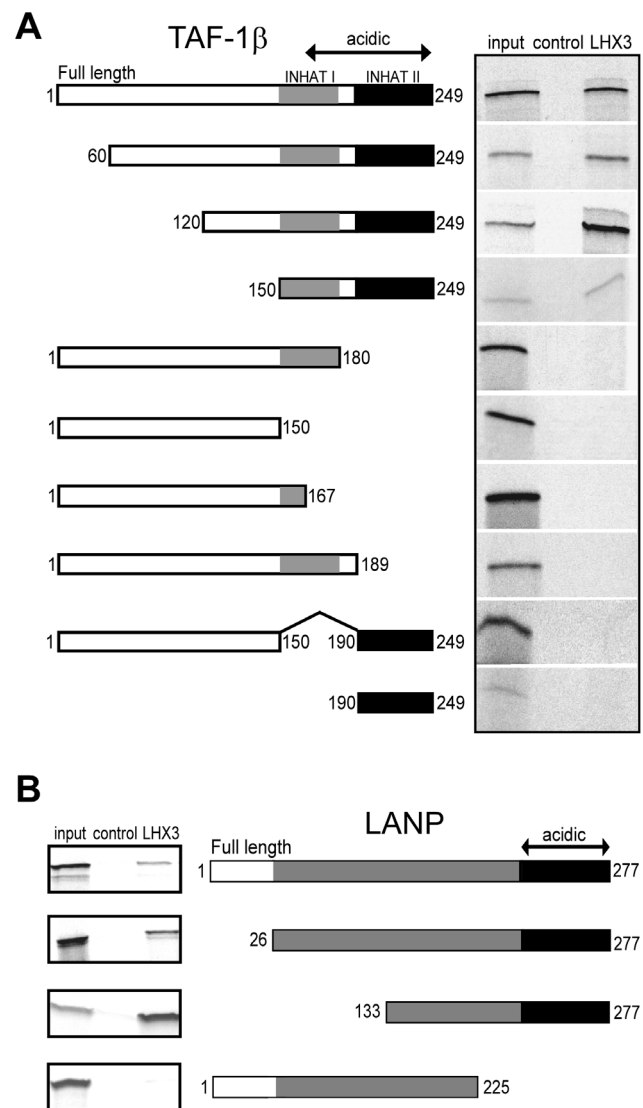 A
TAF-1β
acidic
input control LHX3
Full length
INHAT I INHAT II
1 249
60 249
120 249
150 249
1 180
1 150
1 167
1 189
1 150 190 249
190 249
B
LANP
input control LHX3
Full length
acidic
1 277
26 277
133 277
1 225